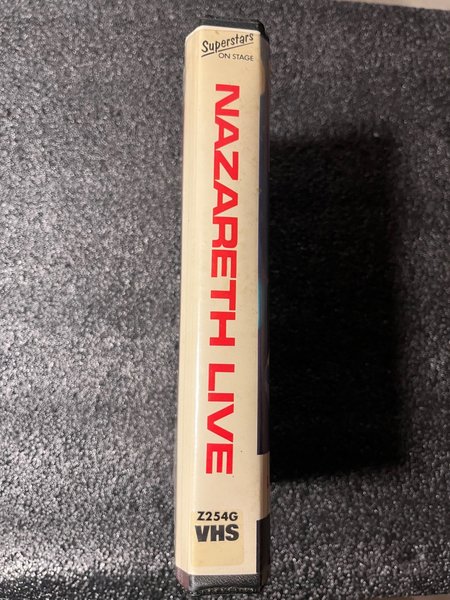 Superstars
ON STAGE
NAZARETH LIVE
Z254G
VHS